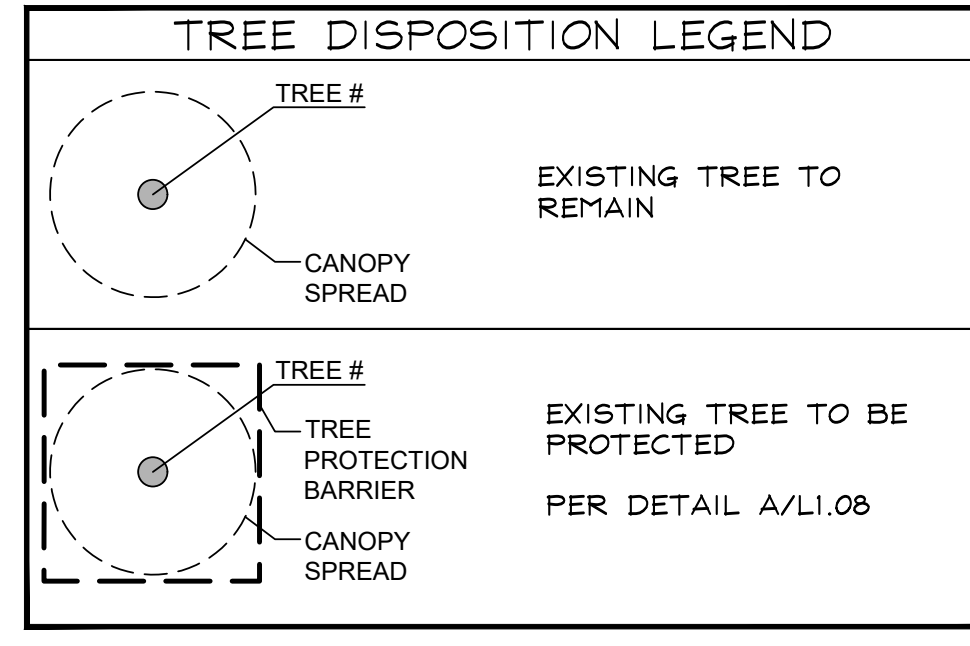 TREE DISPOSITION LEGEND
TREE #
CANOPY
SPREAD
EXISTING TREE TO
REMAIN
TREE #
TREE
PROTECTION
BARRIER
CANOPY
SPREAD
EXISTING TREE TO BE
PROTECTED
PER DETAIL A/L1.08